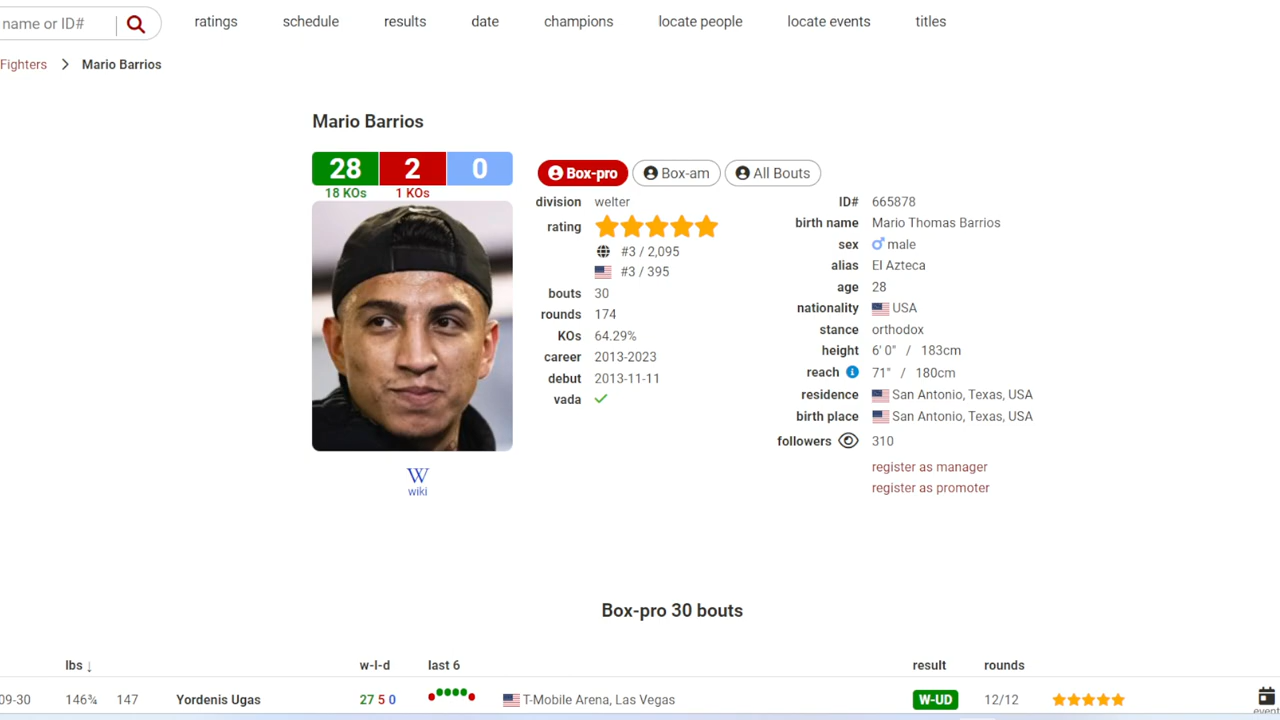 name or ID#
ratings schedule results date champions locate people locate events titles
Fighters > Mario Barrios
Mario Barrios
28 2 0
18 KOs 1 KOs
Box-pro Box-am All Bouts
division welter
rating
#3 / 2,095
#3 / 395
bouts 30
rounds 174
KOs 64.29%
career 2013-2023
debut 2013-11-11
vada
ID# 665878
birth name Mario Thomas Barrios
sex male
alias El Azteca
age 28
nationality USA
stance orthodox
height 6' 0" / 183cm
reach 71" / 180cm
residence San Antonio, Texas, USA
birth place San Antonio, Texas, USA
followers 310
register as manager
register as promoter
W
wiki
Box-pro 30 bouts
lbs ↓ w-l-d last 6 result rounds
09-30 146¾ 147 Yordenis Ugas 27 5 0 T-Mobile Arena, Las Vegas W-UD 12/12
event